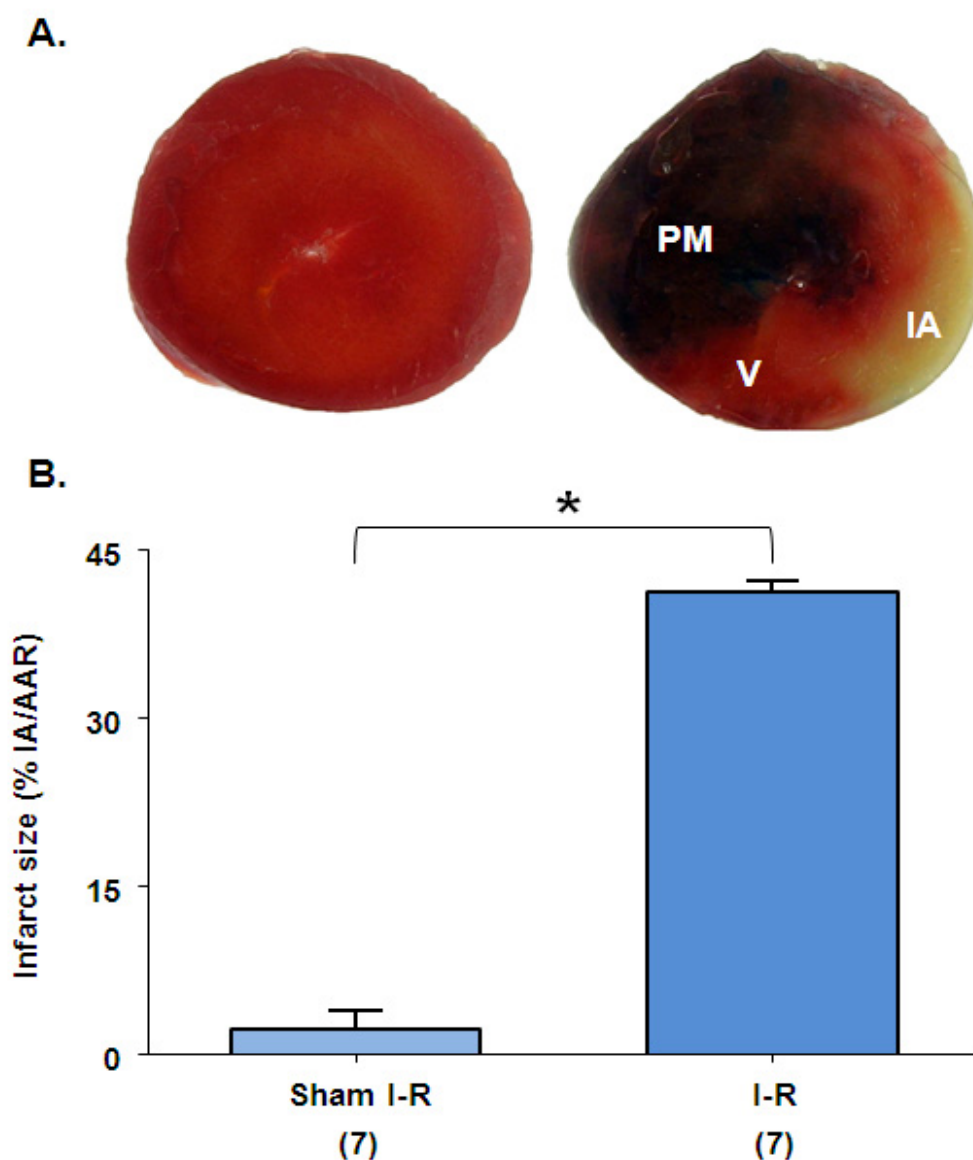 A.
PM
IA
V
B.
*
45
30
15
0
Infarct size (% IA/AAR)
Sham I-R
I-R
(7)
(7)